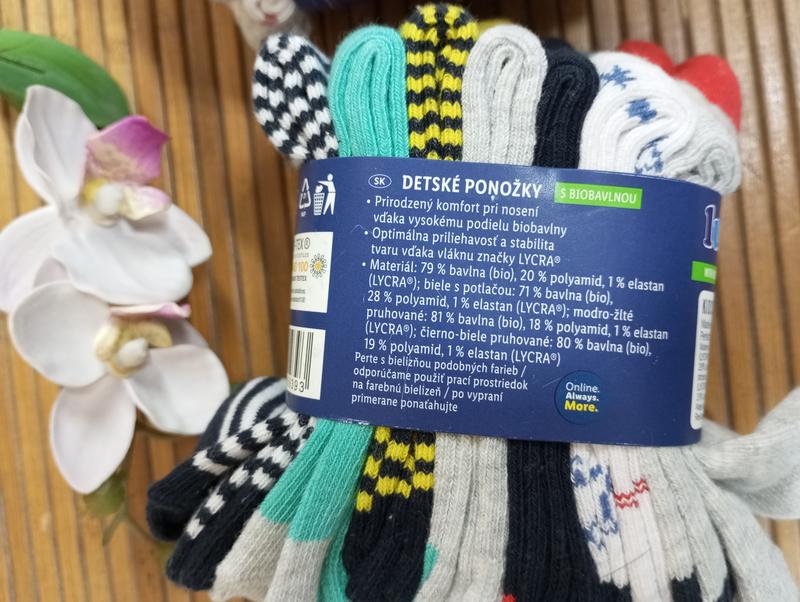 SK DETSKÉ PONOŽKY S BIOBAVLNOU
• Prirodzený komfort pri nosení
vďaka vysokému podielu biobavlny
• Optimálna priliehavosť a stabilita
tvaru vďaka vláknu značky LYCRA®
• Materiál: 79 % bavlna (bio), 20 % polyamid, 1 % elastan
(LYCRA®); biele s potlačou: 71 % bavlna (bio),
28 % polyamid, 1 % elastan (LYCRA®); modro-žlté
pruhované: 81 % bavlna (bio), 18 % polyamid, 1 % elastan
(LYCRA®); čierno-biele pruhované: 80 % bavlna (bio),
19 % polyamid, 1 % elastan (LYCRA®)
Perte s bielizňou podobných farieb /
odporúčame použiť prací prostriedok
na farebnú bielizeň / po vypraní
primerane ponaťahujte
Online.
Always.
More.